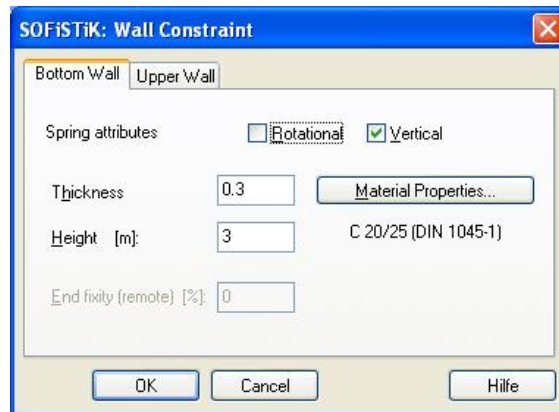 SOFiSTiK: Wall Constraint
Bottom Wall Upper Wall
Spring attributes Rotational Vertical
Thickness 0.3 Material Properties...
Height [m]: 3 C 20/25 (DIN 1045-1)
End fixity (remote) [%]: 0
OK Cancel Hilfe